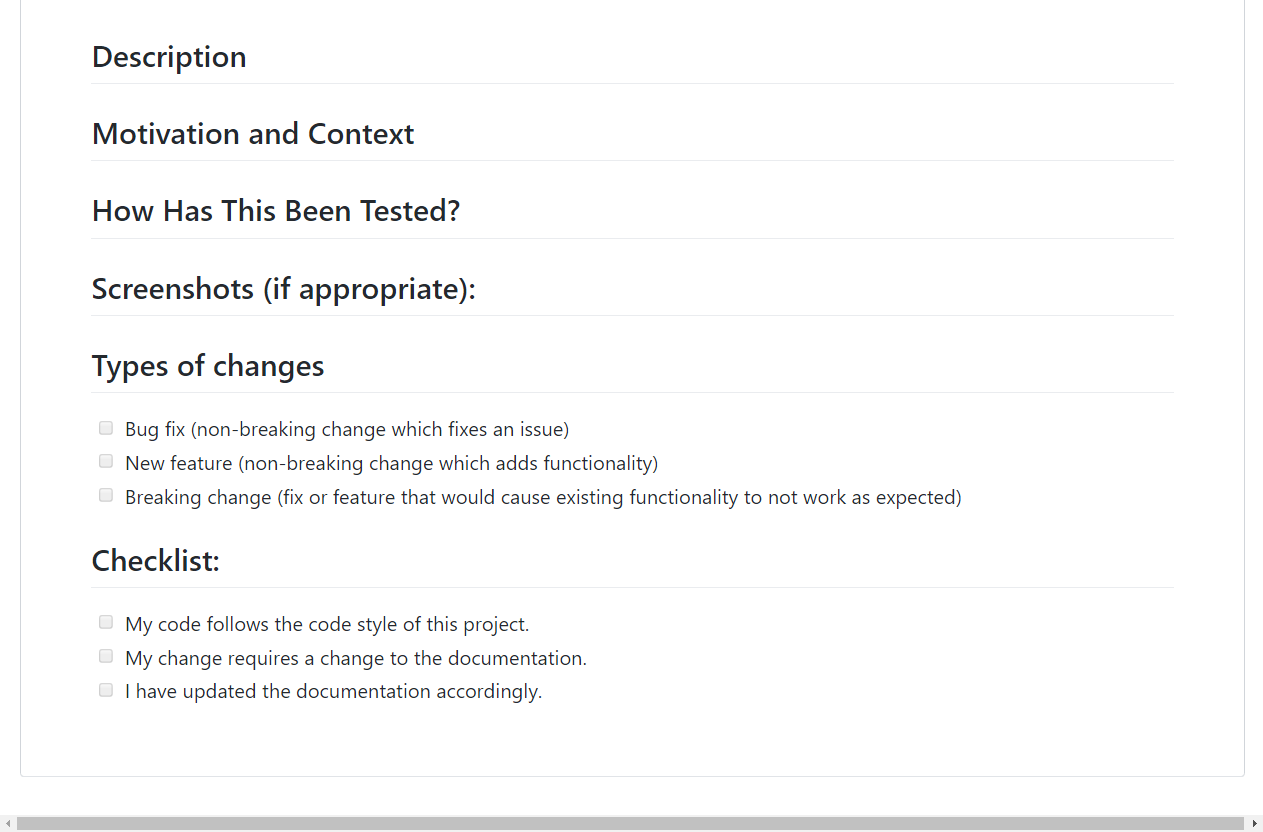 Description
Motivation and Context
How Has This Been Tested?
Screenshots (if appropriate):
Types of changes
Bug fix (non-breaking change which fixes an issue)
New feature (non-breaking change which adds functionality)
Breaking change (fix or feature that would cause existing functionality to not work as expected)
Checklist:
My code follows the code style of this project.
My change requires a change to the documentation.
I have updated the documentation accordingly.